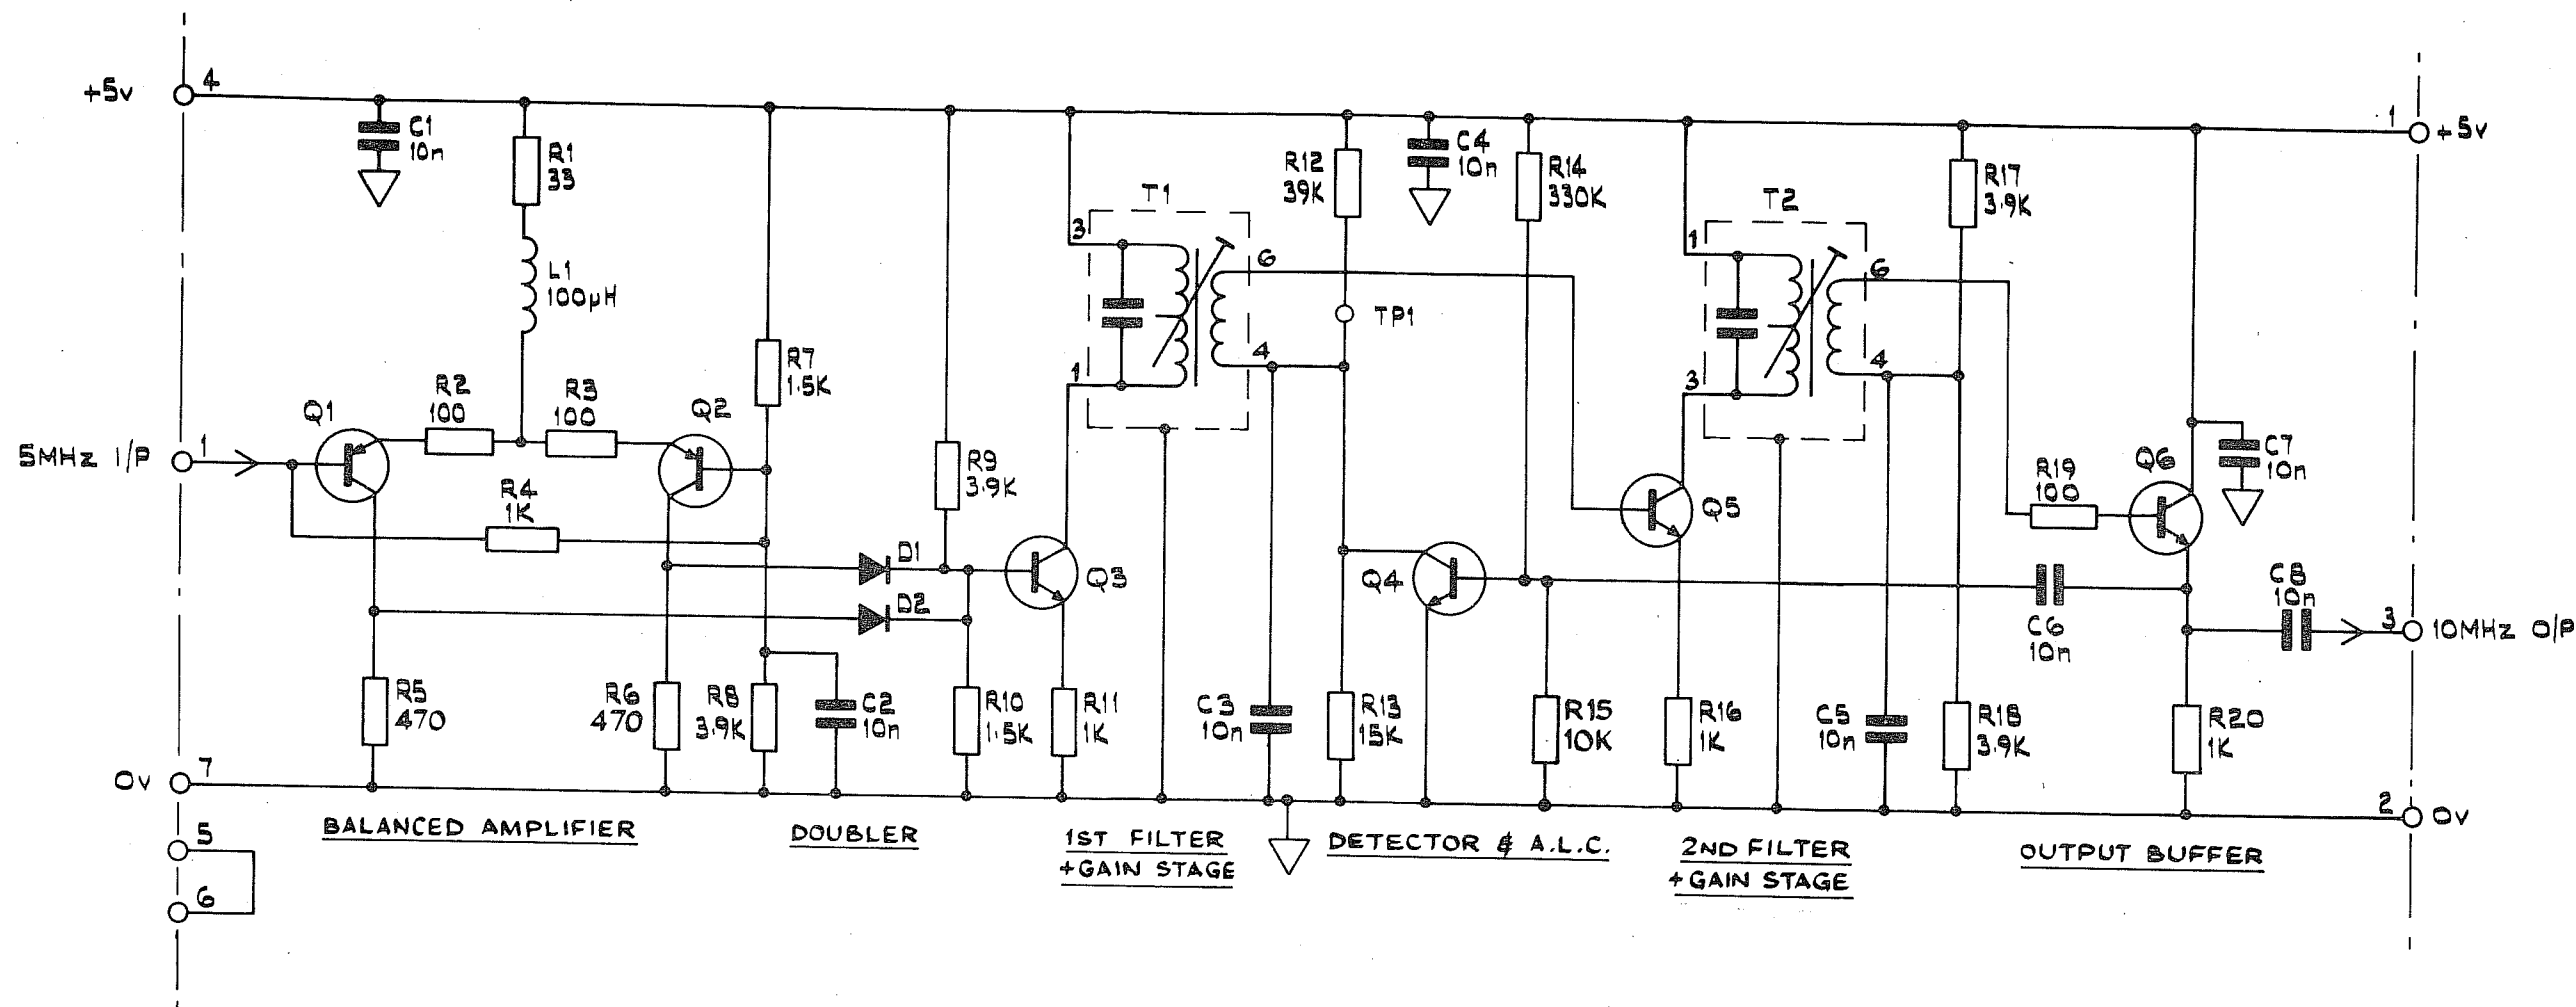 +5v
4
C1
10n
R1
33
L1
100µH
R7
1.5K
R2
100
R3
100
Q1
Q2
5MHz I/P
1
R4
1K
R9
3.9K
D1
D2
Q3
R5
470
R6
470
R8
3.9K
C2
10n
R10
1.5K
R11
1K
0v
7
5
6
BALANCED AMPLIFIER
DOUBLER
T1
3
1
6
4
R12
39K
C4
10n
R14
330K
TP1
Q4
C3
10n
R13
15K
R15
10K
1ST FILTER
+GAIN STAGE
DETECTOR & A.L.C.
T2
1
3
6
4
R17
3.9K
Q5
R16
1K
C5
10n
R18
3.9K
2ND FILTER
+GAIN STAGE
1
+5v
Q6
C7
10n
R19
100
C6
10n
C8
10n
3
10MHz O/P
R20
1K
2
0v
OUTPUT BUFFER